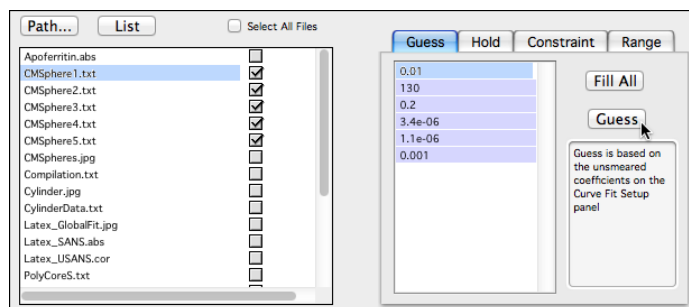 Path... List Select All Files
Apoferritin.abs
CMSphere1.txt
CMSphere2.txt
CMSphere3.txt
CMSphere4.txt
CMSphere5.txt
CMSpheres.jpg
Compilation.txt
Cylinder.jpg
CylinderData.txt
Latex_GlobalFit.jpg
Latex_SANS.abs
Latex_USANS.cor
PolyCoreS.txt
Guess Hold Constraint Range
0.01
130
0.2
3.4e-06
1.1e-06
0.001
Fill All
Guess
Guess is based on
the unsmeared
coefficients on the
Curve Fit Setup
panel